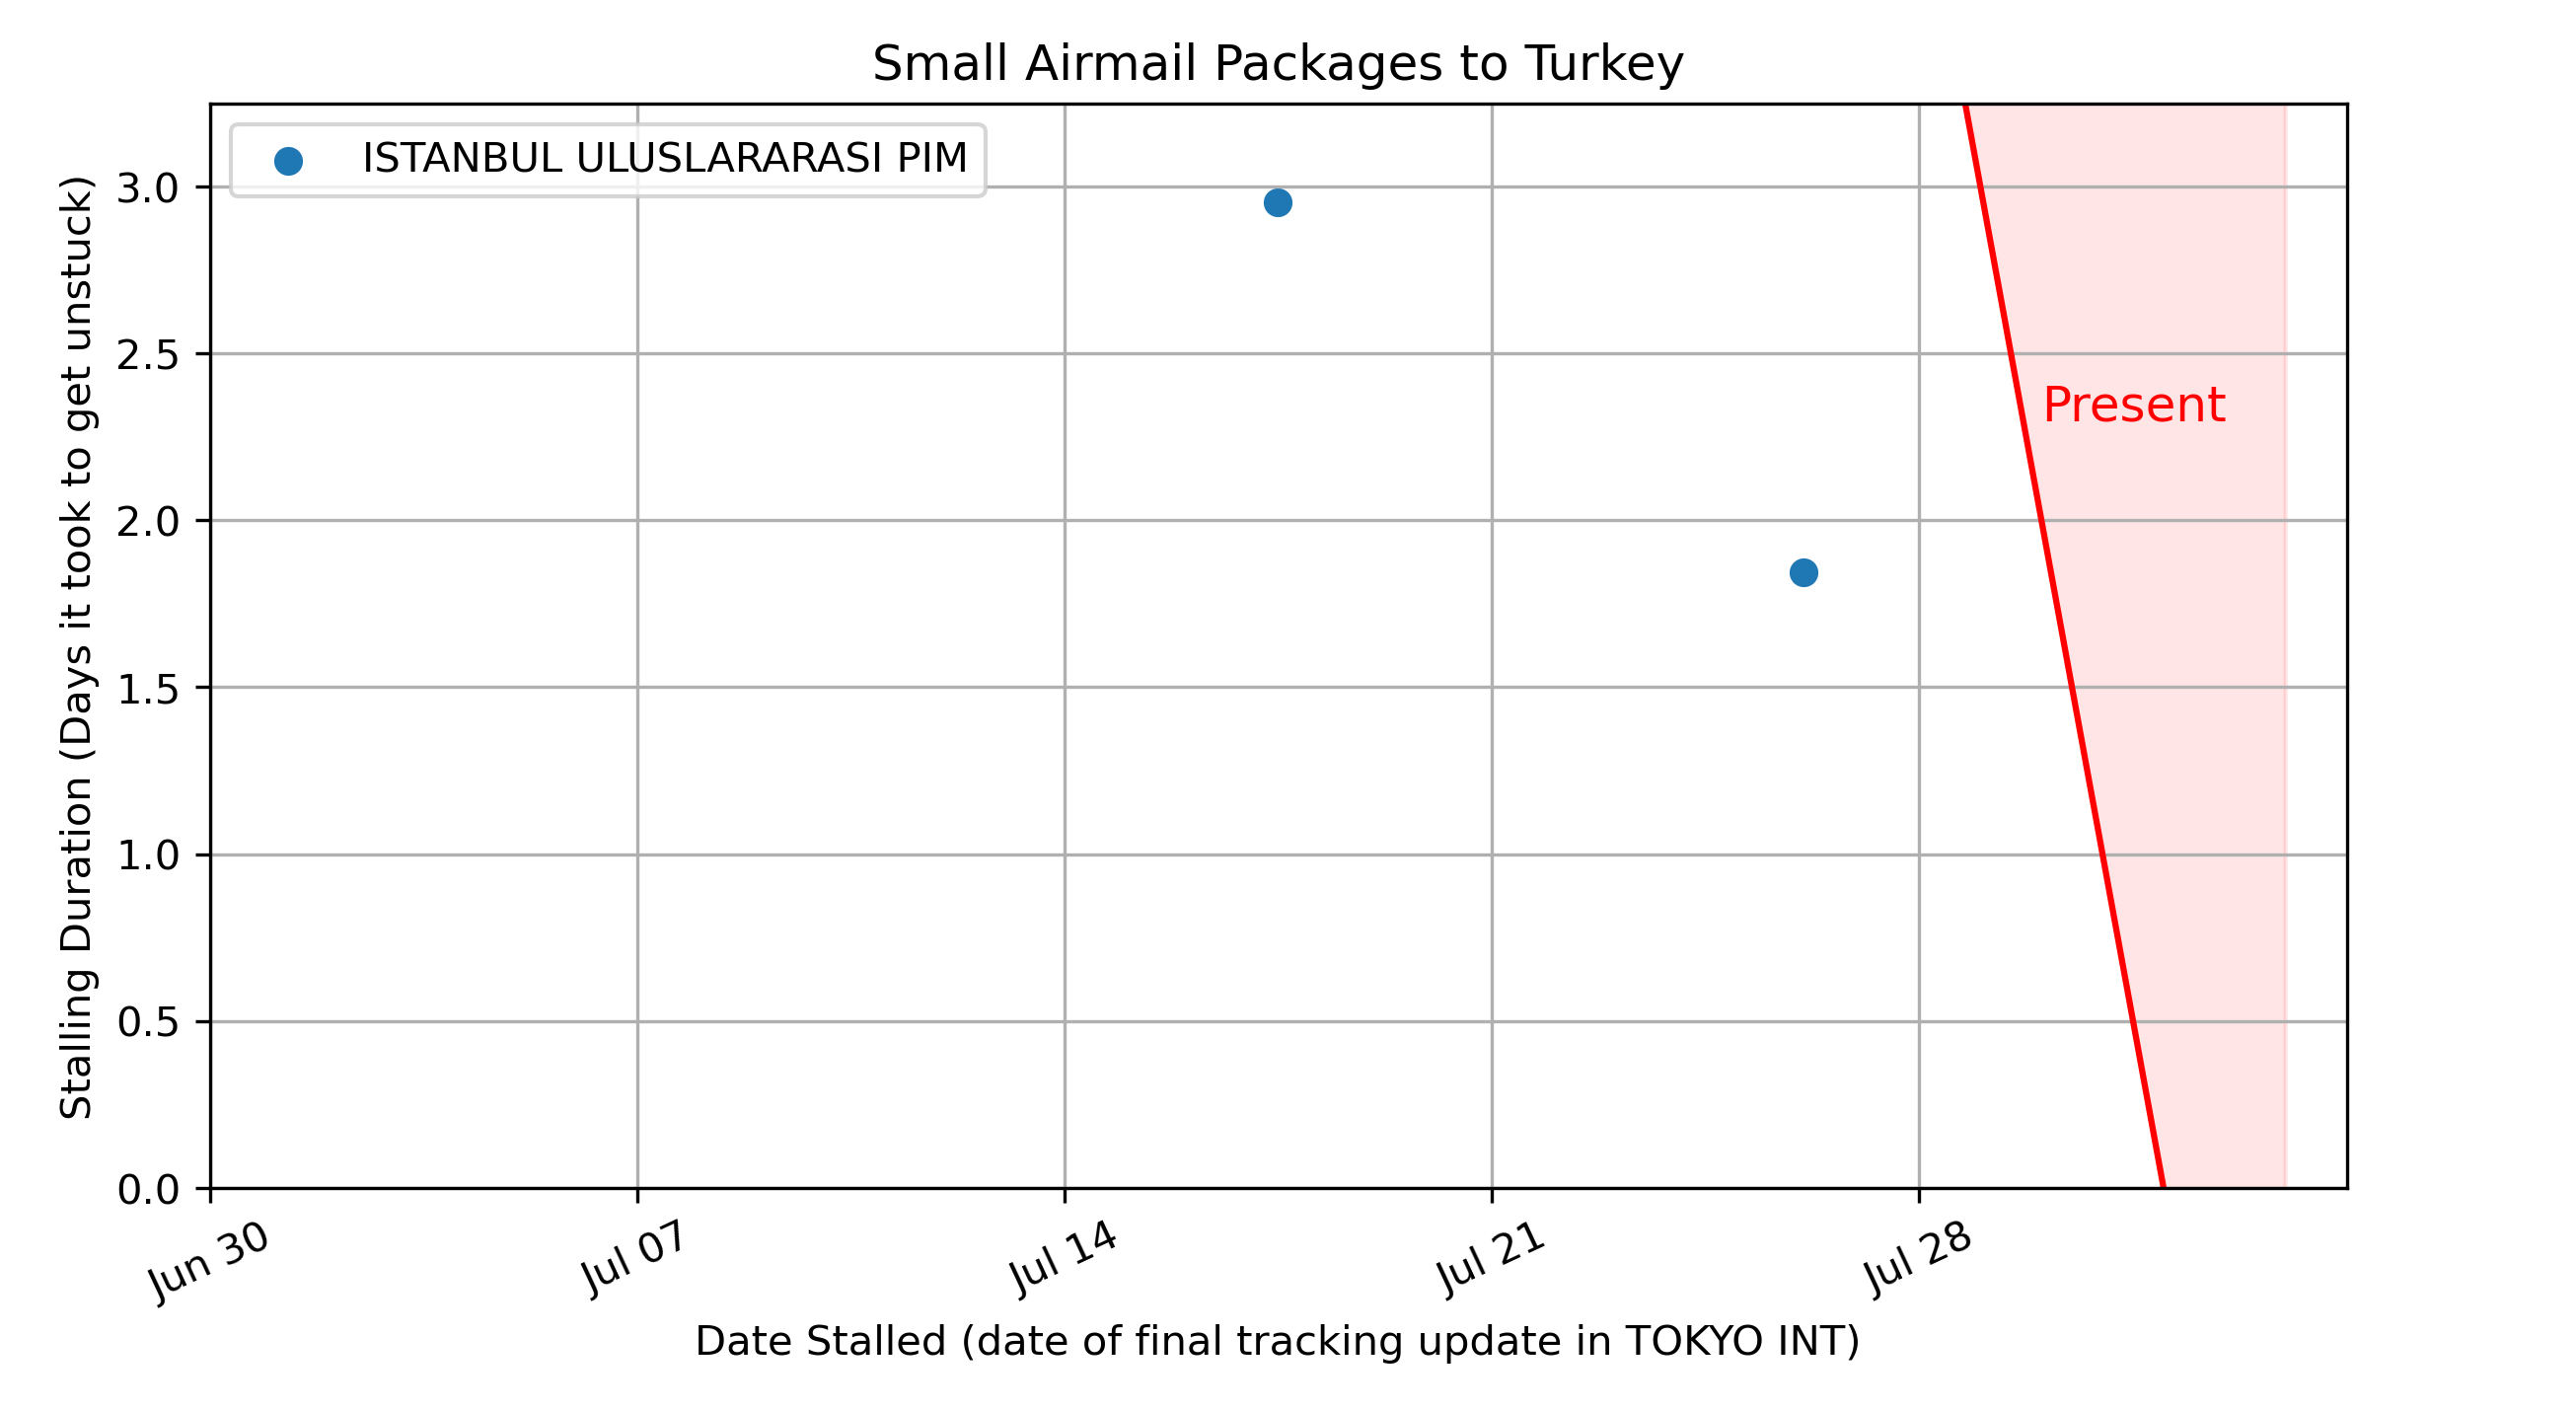 Small Airmail Packages to Turkey
ISTANBUL ULUSLARARASI PIM
Stalling Duration (Days it took to get unstuck)
3.0
2.5
2.0
1.5
1.0
0.5
0.0
Present
Jun 30
Jul 07
Jul 14
Jul 21
Jul 28
Date Stalled (date of final tracking update in TOKYO INT)